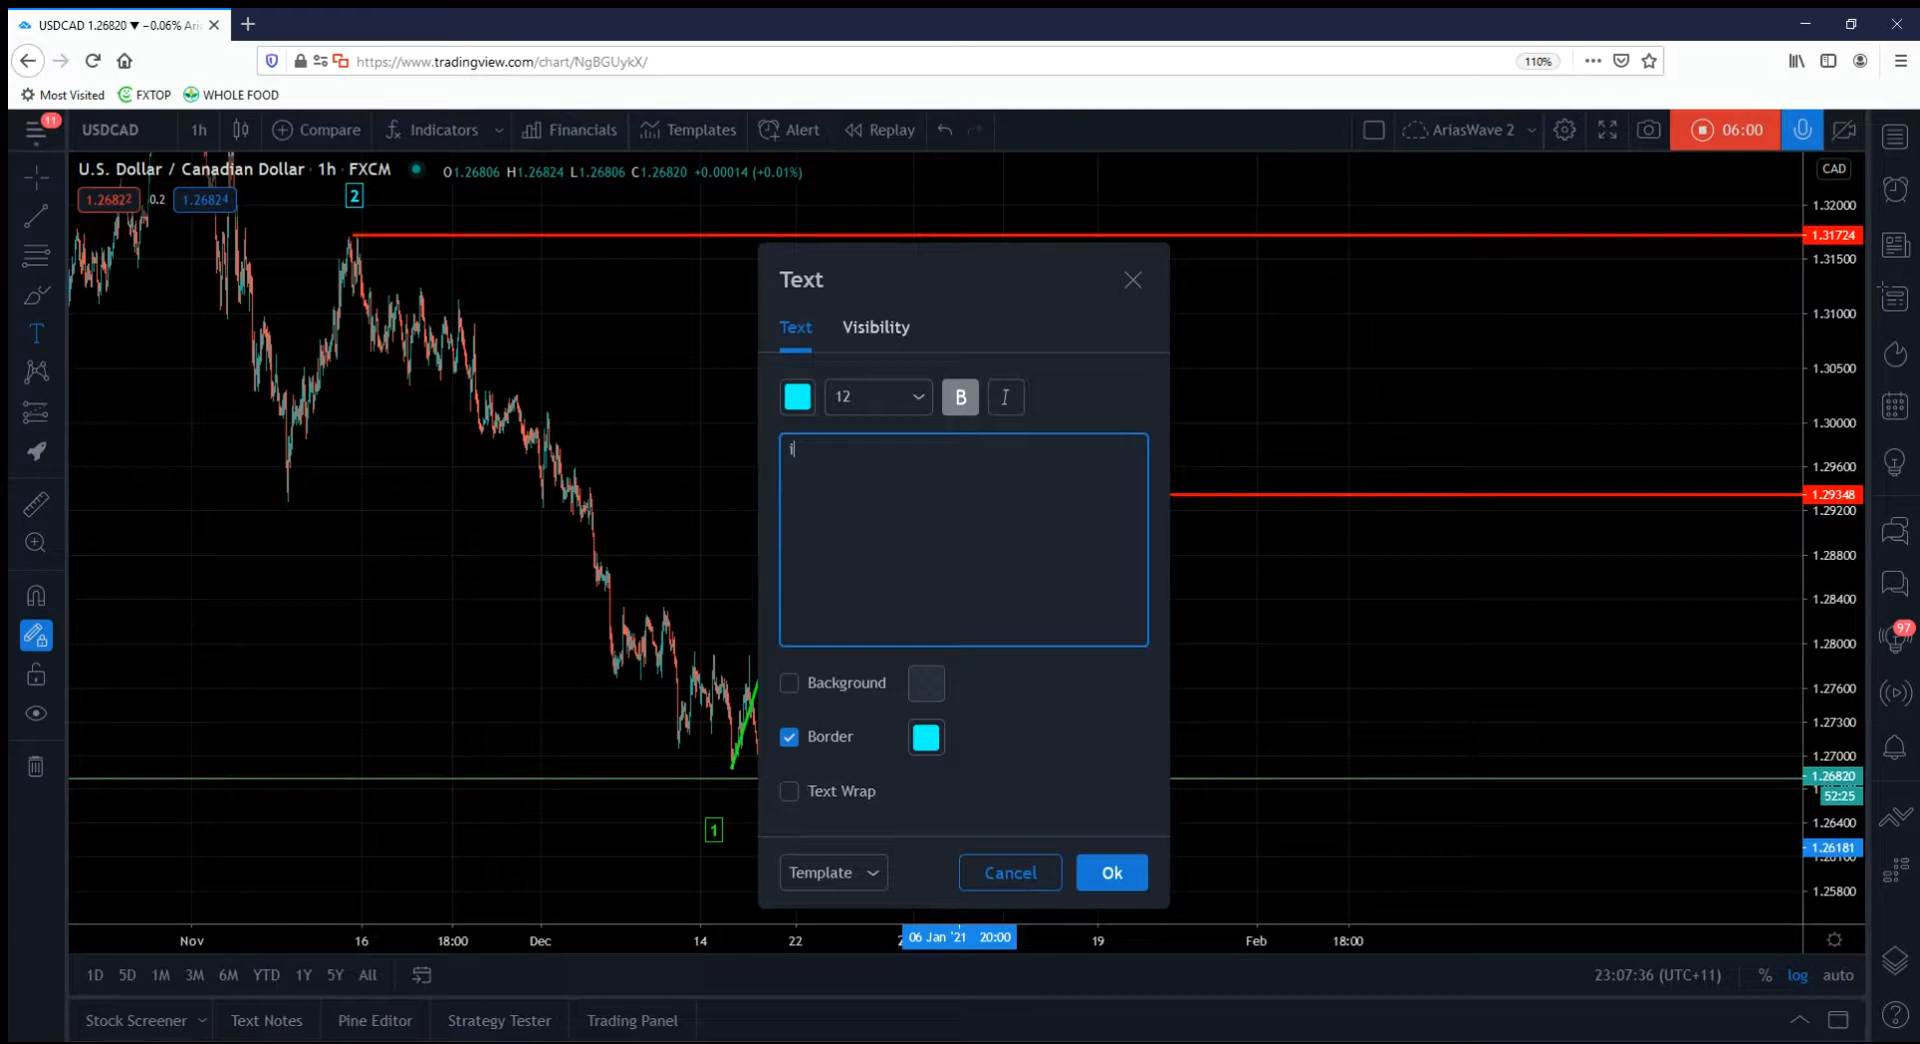 USDCAD 1.26820 ▼ −0.06% Aria
https://www.tradingview.com/chart/NgBGUykX/
110%
Most Visited
FXTOP
WHOLE FOOD
11
USDCAD
1h
Compare
Indicators
Financials
Templates
Alert
Replay
AriasWave 2
06:00
U.S. Dollar / Canadian Dollar · 1h · FXCM
O1.26806 H1.26824 L1.26806 C1.26820 +0.00014 (+0.01%)
CAD
1.26822
0.2
1.26824
2
1.32000
1.31724
1.31500
1.31000
1.30500
1.30000
1.29600
1.29348
1.29200
1.28800
1.28400
1.28000
1.27600
1.27300
1.27000
1.26820
52:25
1.26400
1.26181
1.25800
Text
Text
Visibility
12
B
I
i
Background
Border
Text Wrap
Template
Cancel
Ok
1
97
Nov
16
18:00
Dec
14
22
06 Jan '21 20:00
19
Feb
18:00
1D
5D
1M
3M
6M
YTD
1Y
5Y
All
23:07:36 (UTC+11)
%
log
auto
Stock Screener
Text Notes
Pine Editor
Strategy Tester
Trading Panel